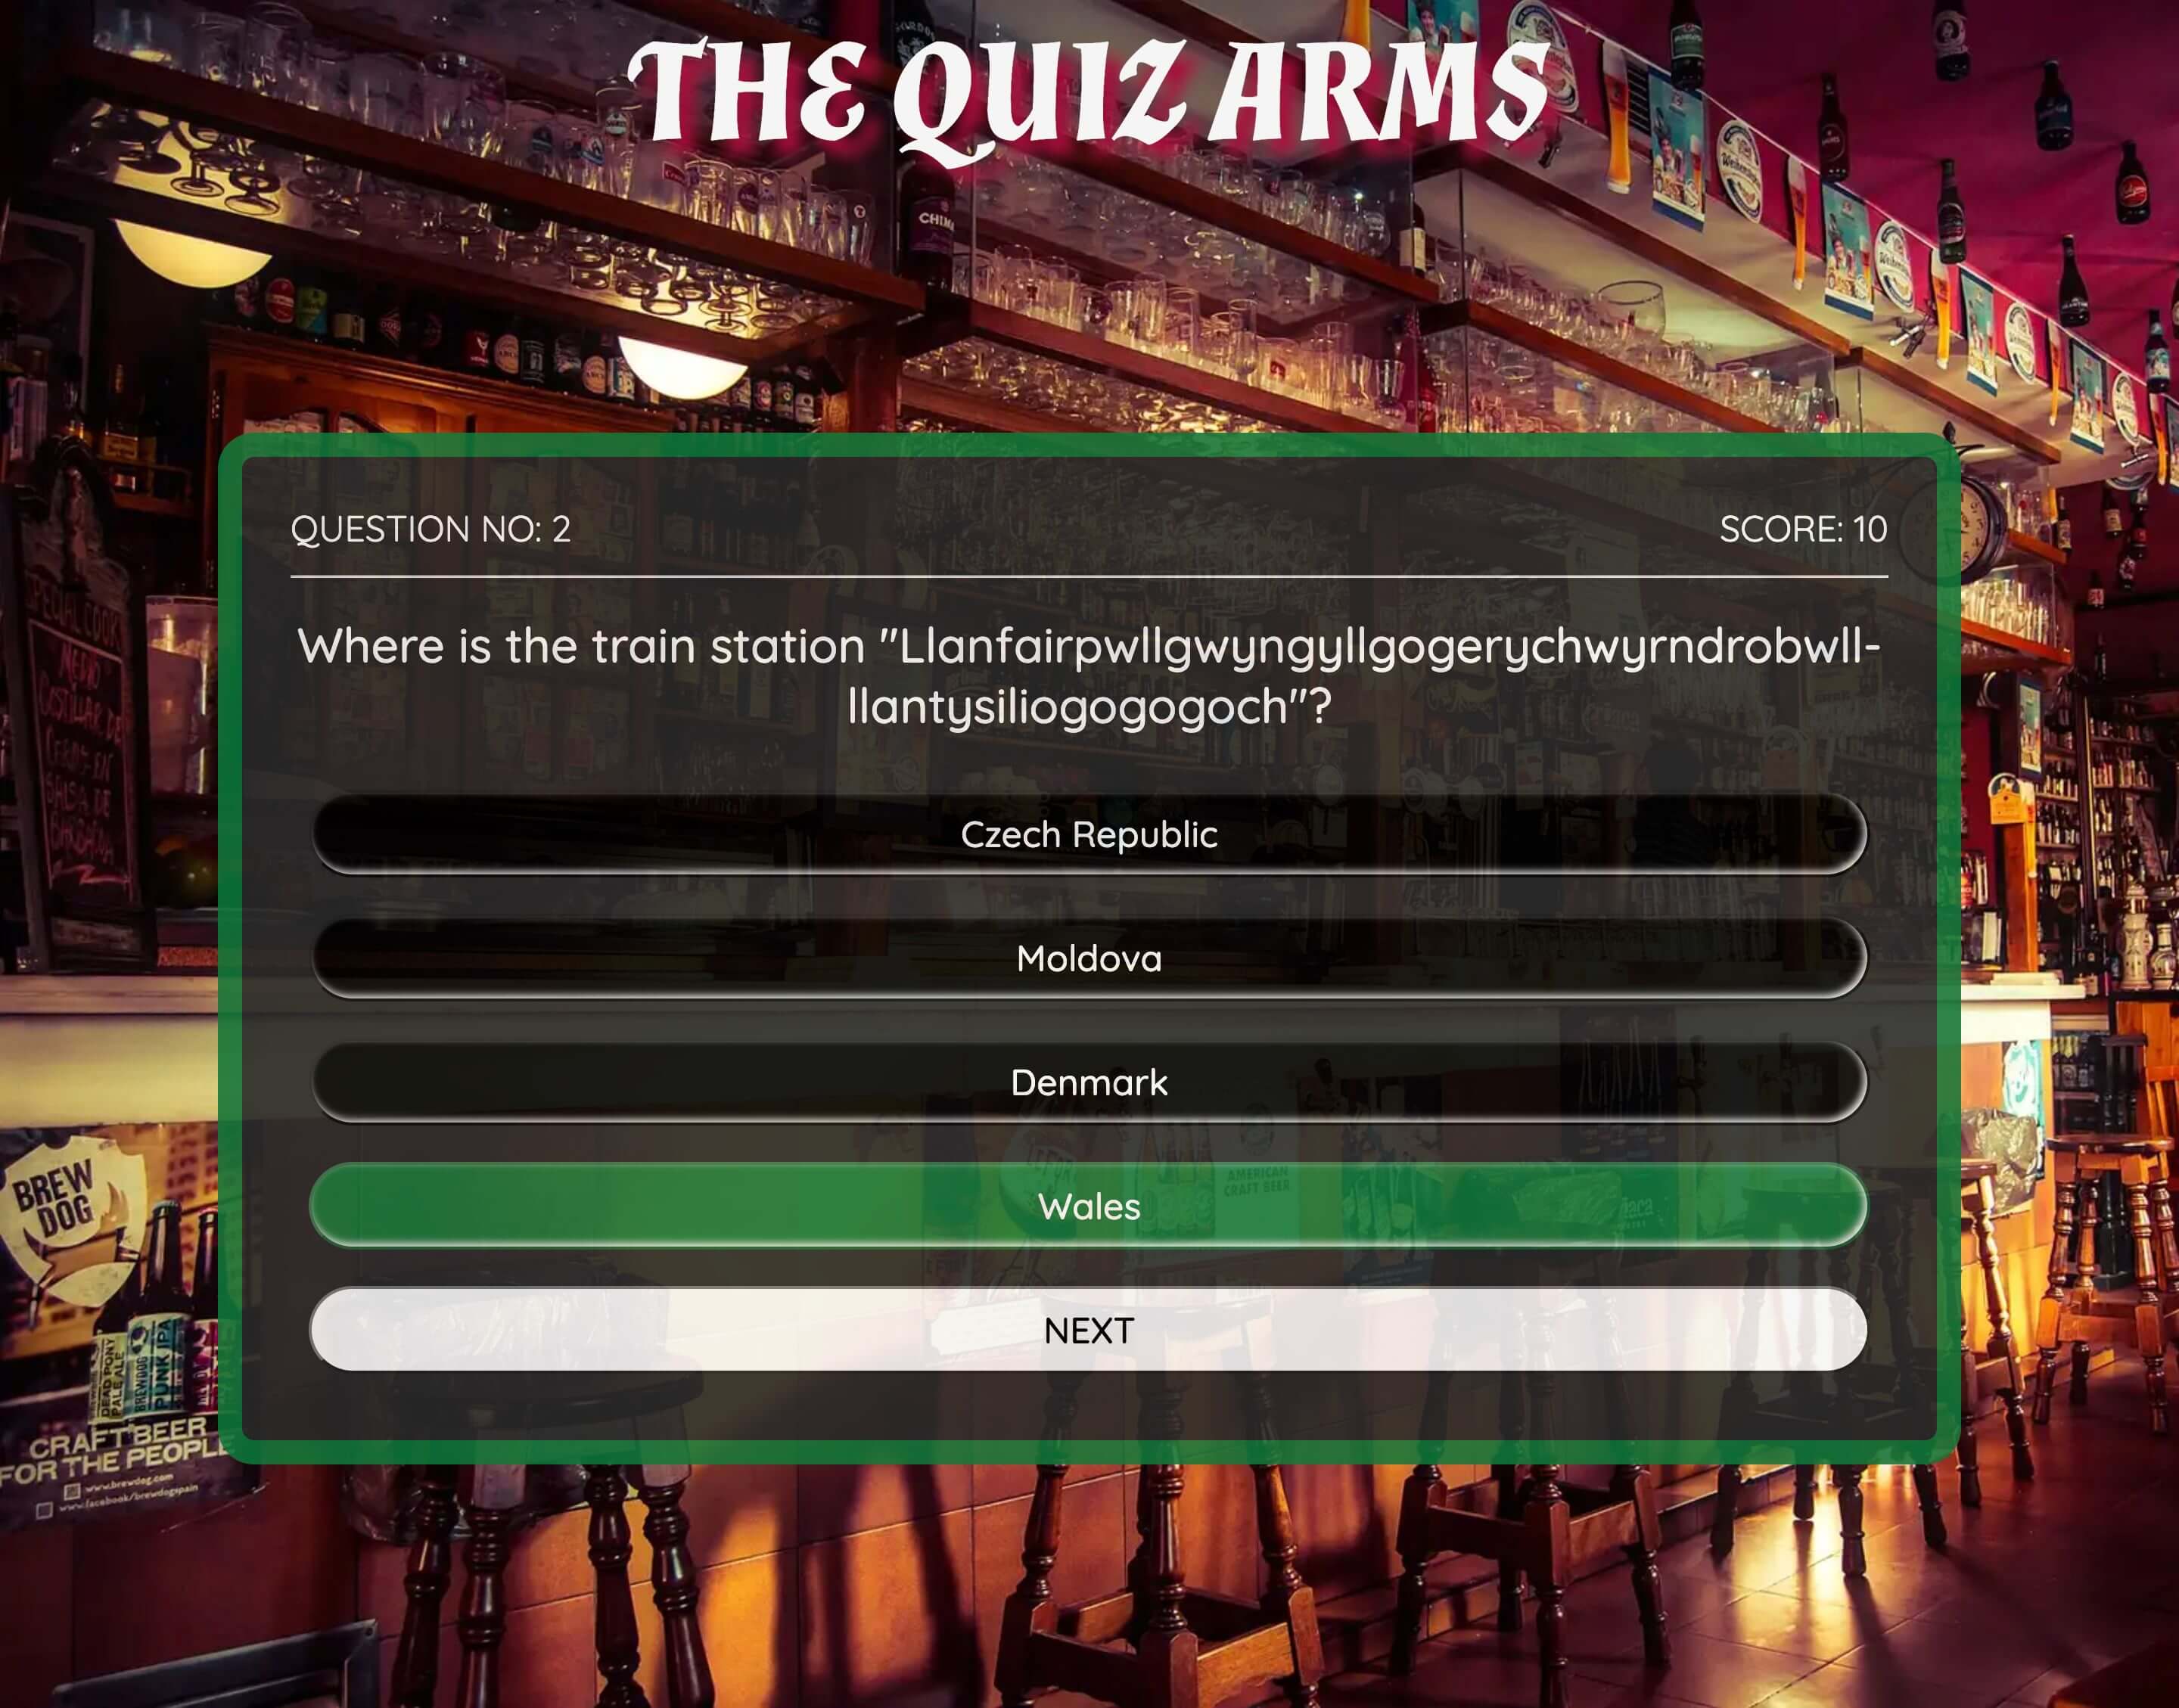 THE QUIZ ARMS
QUESTION NO: 2
SCORE: 10
Where is the train station "Llanfairpwllgwyngyllgogerychwyrndrobwll-
llantysiliogogogoch"?
Czech Republic
Moldova
Denmark
Wales
NEXT
AMERICAN
CRAFT BEER
BREW
DOG
DEAD PONY
PALE ALE
BREWDOG
PUNK IPA
CRAFT BEER
FOR THE PEOPLE
www.brewdog.com
www.facebook/brewdogspain